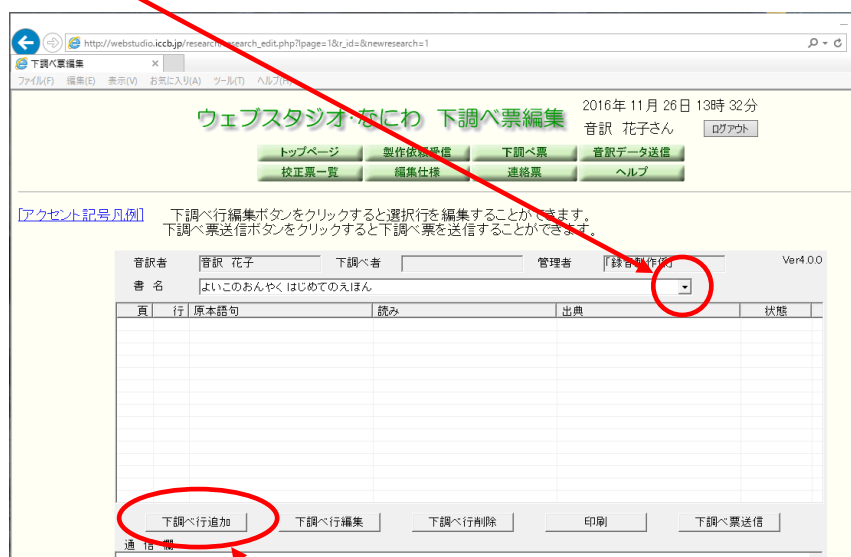 http://webstudio.iccb.jp/research/research_edit.php?lpage=1&r_id=&newresearch=1
下調べ票編集 ×
ファイル(F) 編集(E) 表示(V) お気に入り(A) ツール(T) ヘルプ(H)
ウェブスタジオ・なにわ 下調べ票編集
2016年 11月 26日 13時 32分
音訳 花子さん ログアウト
トップページ 製作依頼受信 下調べ票 音訳データ送信
校正票一覧 編集仕様 連絡票 ヘルプ
[アクセント記号凡例] 下調べ行編集ボタンをクリックすると選択行を編集することができます。
下調べ票送信ボタンをクリックすると下調べ票を送信することができます。
音訳者 音訳 花子 下調べ者 管理者 「録音製作係」 Ver4.0.0
書 名 よいこのおんやく はじめてのえほん
頁 行 原本語句 読み 出典 状態
下調べ行追加 下調べ行編集 下調べ行削除 印刷 下調べ票送信
通 信 欄